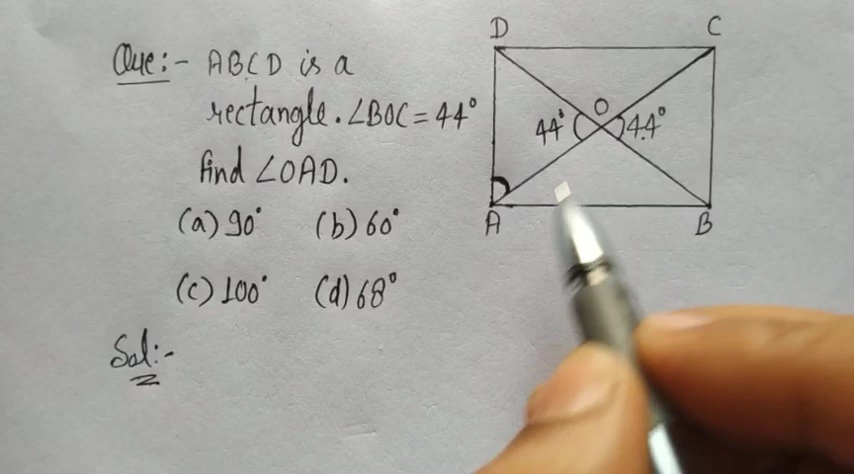 Que:- ABCD is a
rectangle. ∠BOC = 44°
find ∠OAD.
(a) 90° (b) 60°
(c) 100° (d) 68°
Sol:-
D C
O
44° 44°
A B